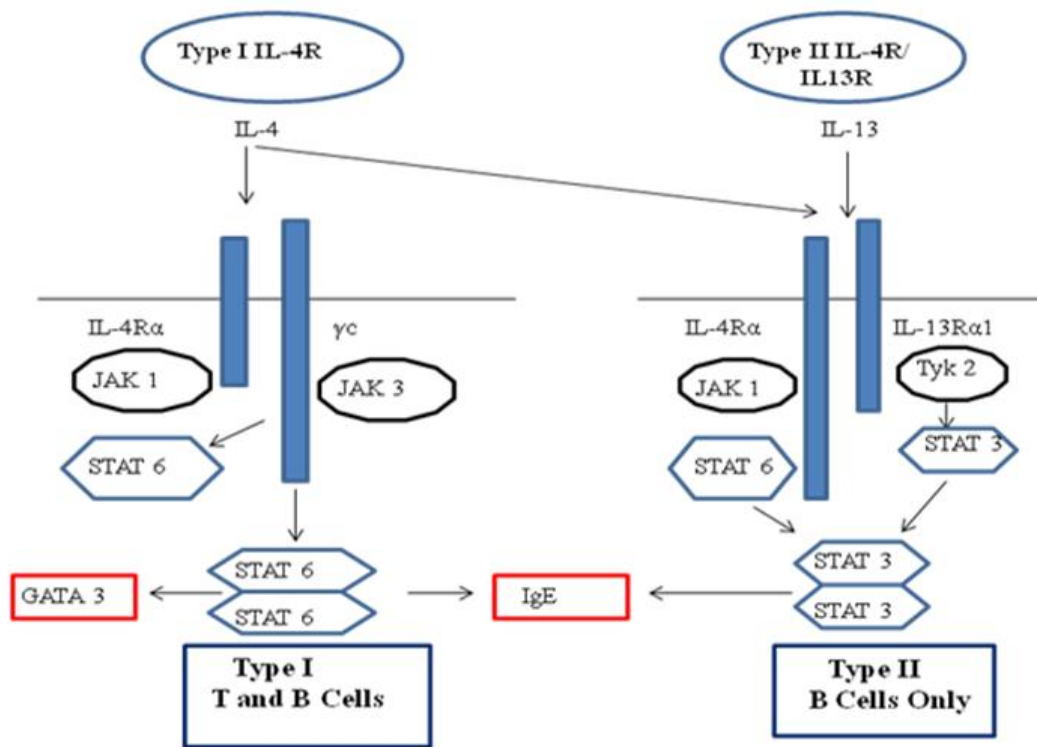 Type I IL-4R
Type II IL-4R/
IL13R
IL-4
IL-13
IL-4Rα
γc
IL-4Rα
IL-13Rα1
JAK 1
JAK 3
JAK 1
Tyk 2
STAT 6
STAT 6
STAT 3
STAT 6
STAT 3
GATA 3
IgE
STAT 6
STAT 3
Type I
T and B Cells
Type II
B Cells Only